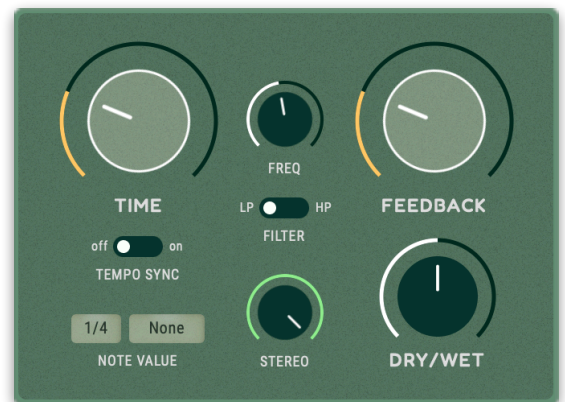 FREQ
TIME
LP HP
FEEDBACK
FILTER
off on
TEMPO SYNC
1/4 None
NOTE VALUE
STEREO
DRY/WET